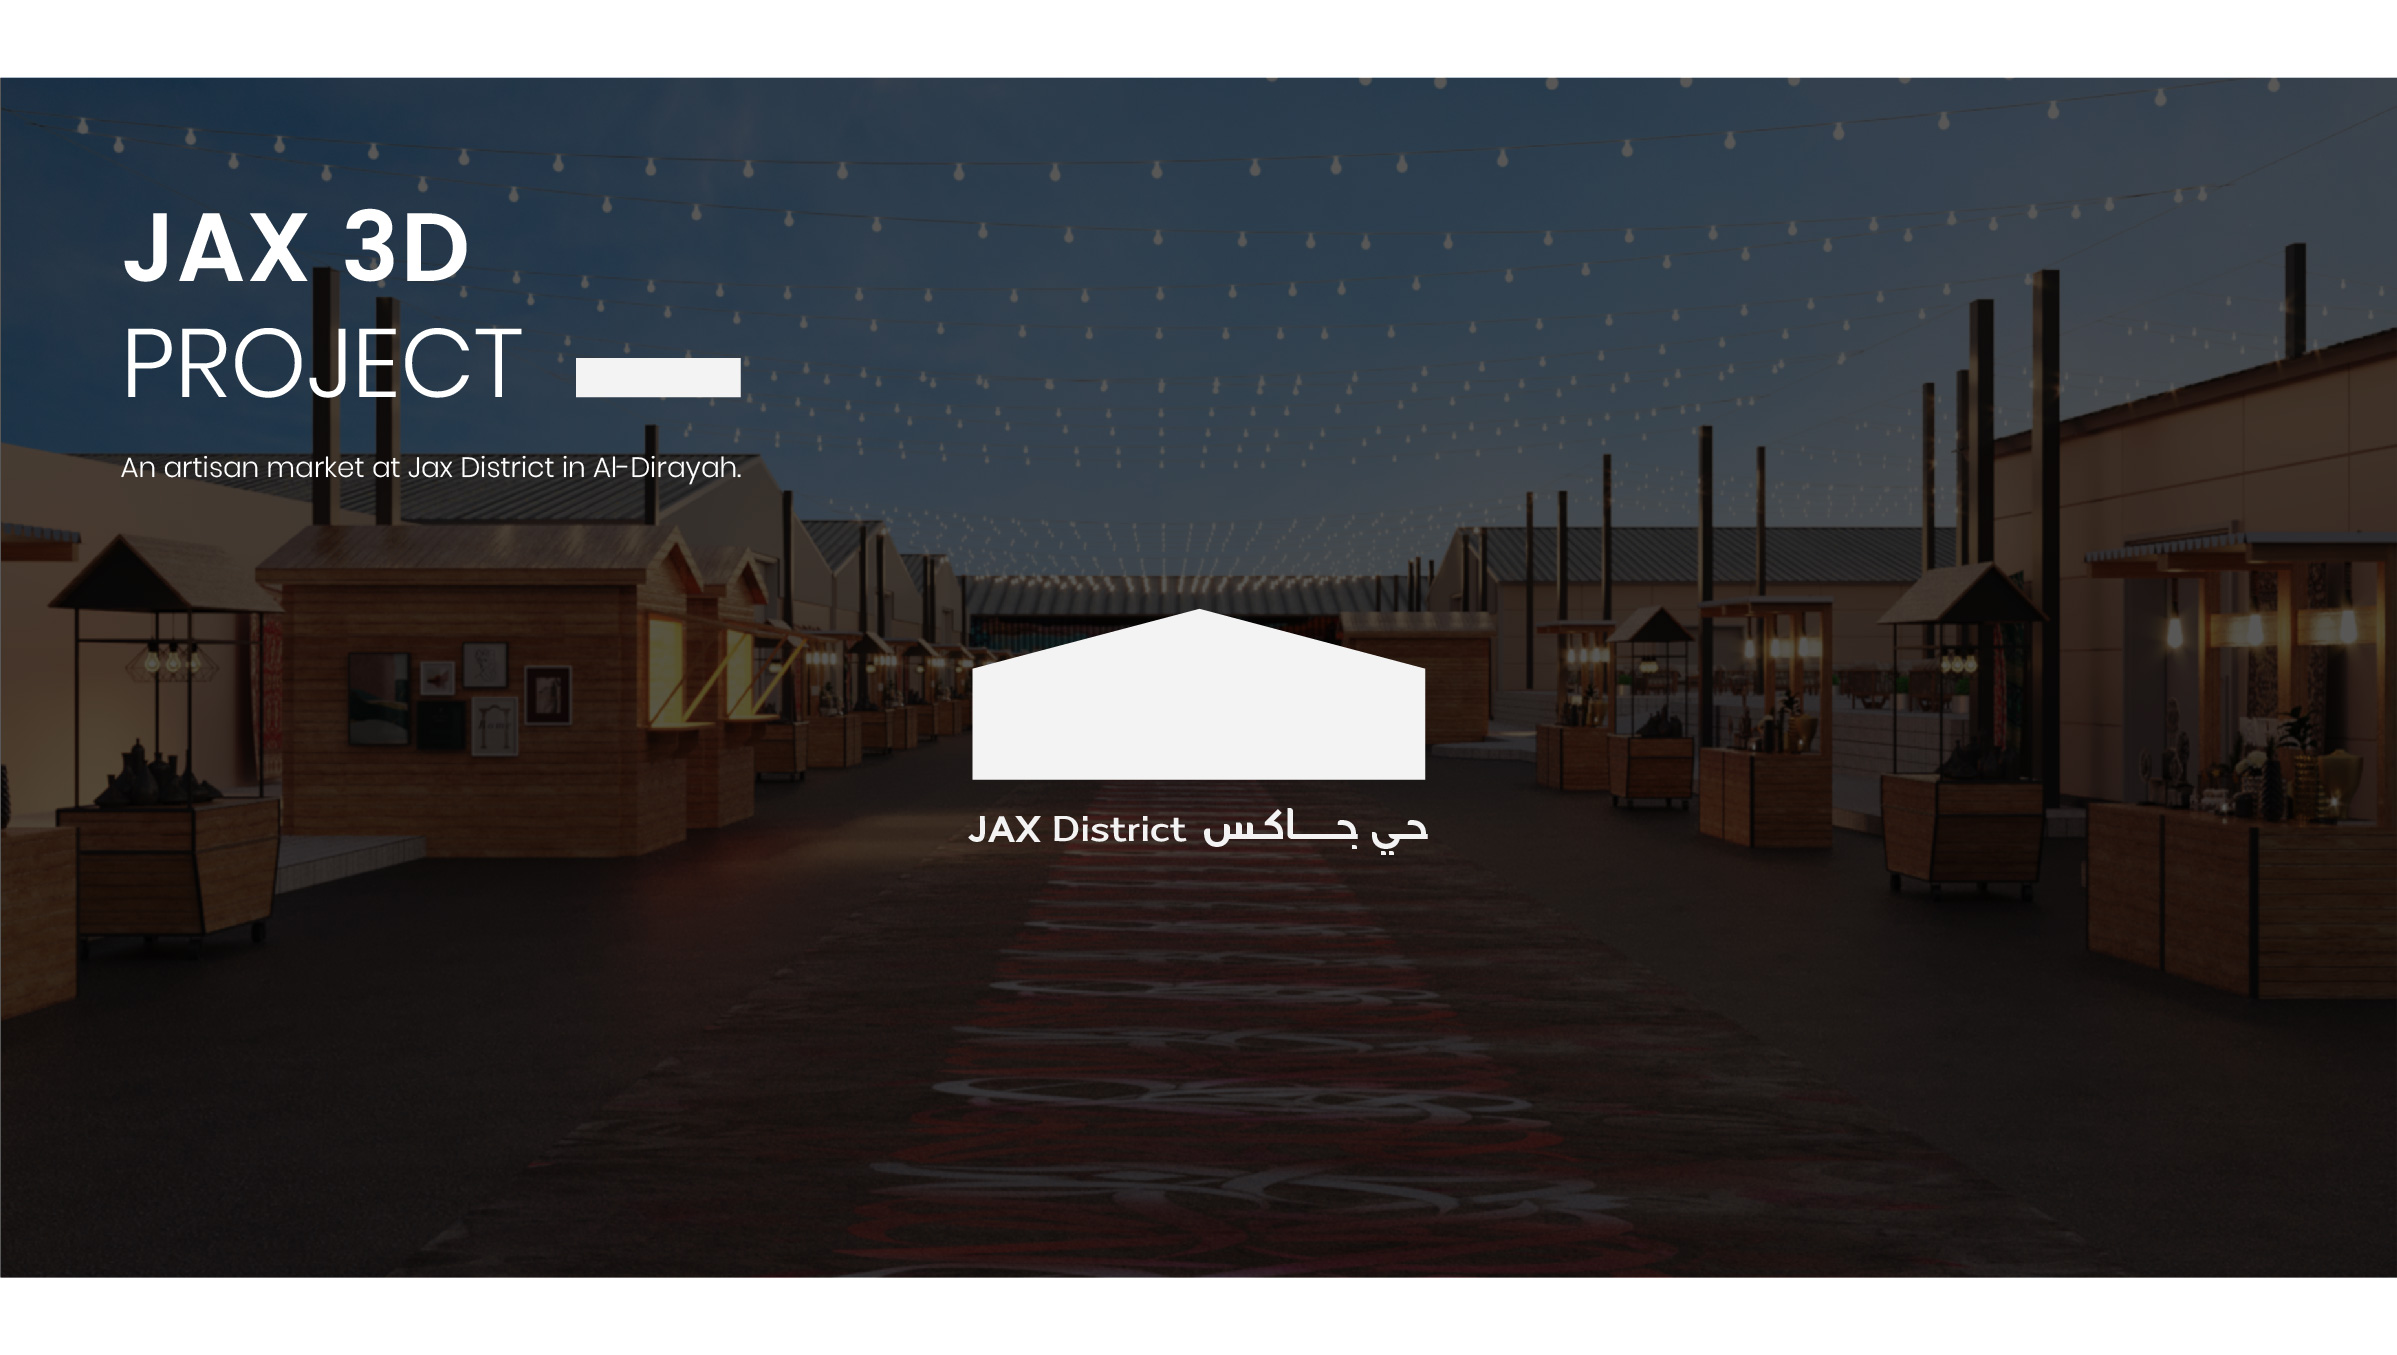 JAX 3D
PROJECT
An artisan market at Jax District in Al-Dirayah.
JAX District حي جـــاكس